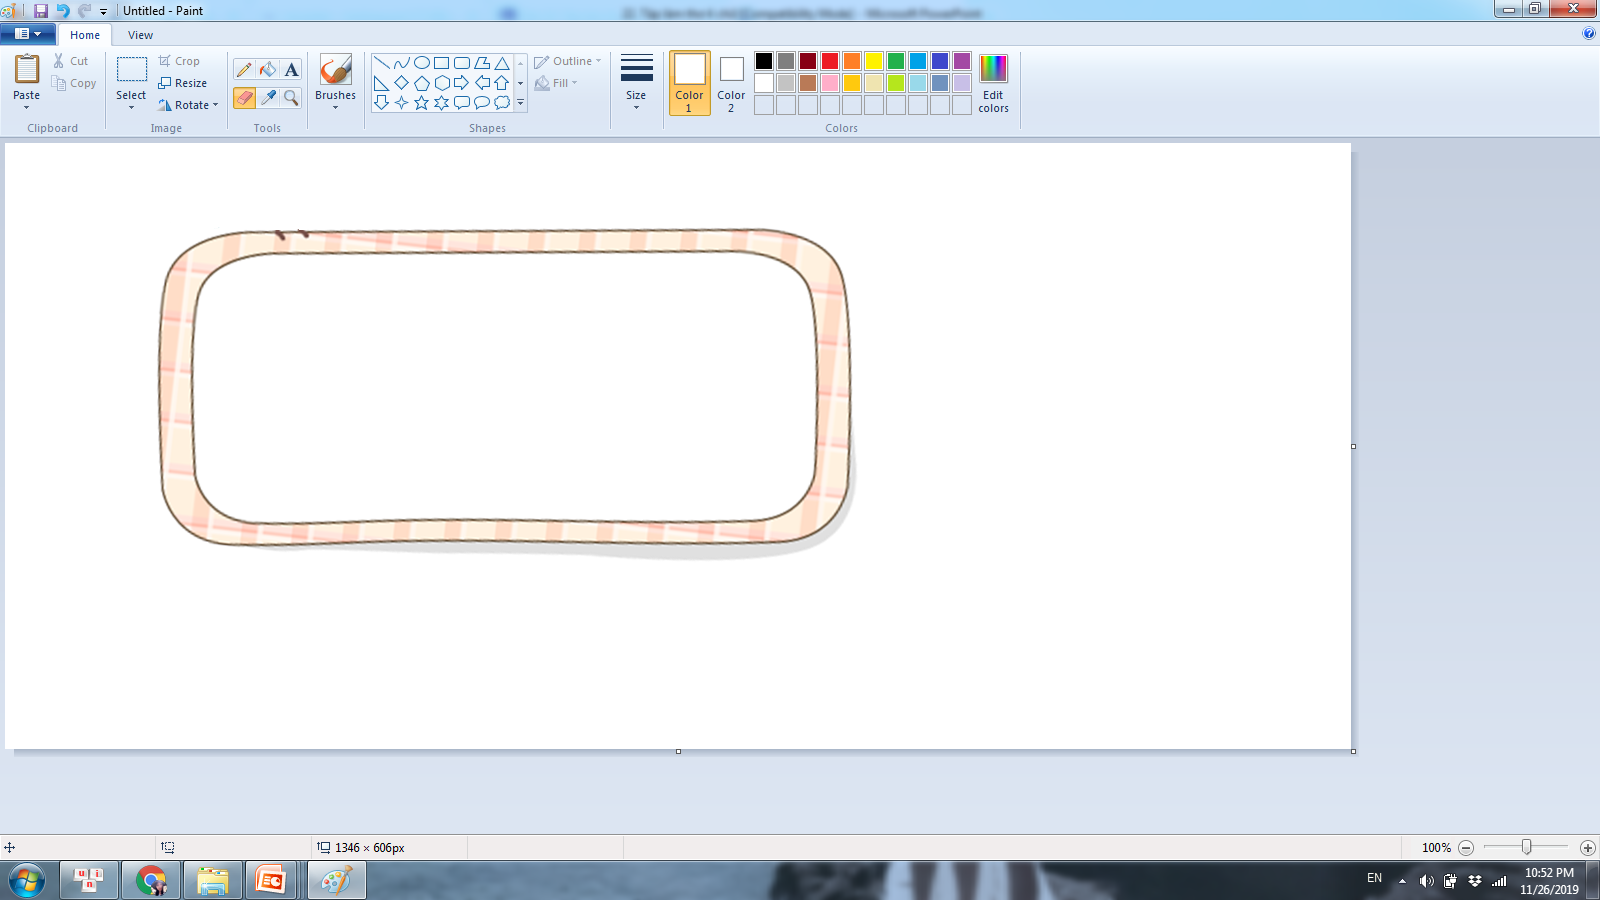 Untitled - Paint
Home
View
Paste
Cut
Copy
Clipboard
Select
Crop
Resize
Rotate
Image
A
Tools
Brushes
Shapes
Outline
Fill
Size
Color 1
Color 2
Edit colors
Colors
1346 × 606px
100%
EN
10:52 PM
11/26/2019